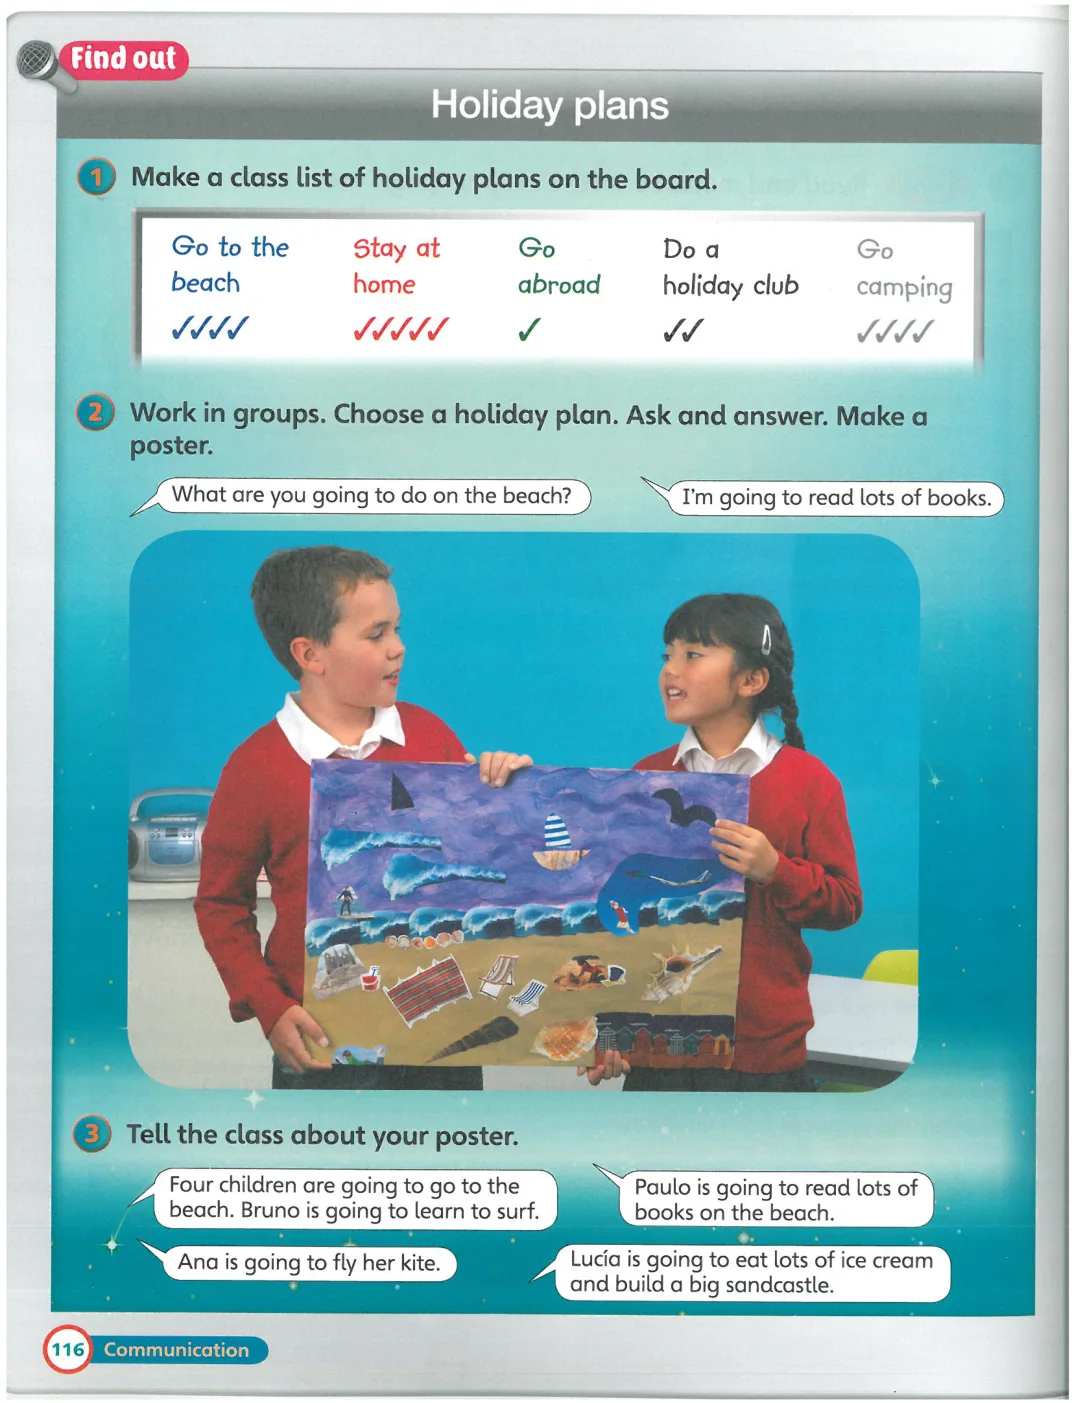 Find out
Holiday plans
1 Make a class list of holiday plans on the board.
Go to the
beach
✓✓✓✓
Stay at
home
✓✓✓✓✓
Go
abroad
✓
Do a
holiday club
✓✓
Go
camping
✓✓✓✓
2 Work in groups. Choose a holiday plan. Ask and answer. Make a
poster.
What are you going to do on the beach?
I'm going to read lots of books.
3 Tell the class about your poster.
Four children are going to go to the
beach. Bruno is going to learn to surf.
Paulo is going to read lots of
books on the beach.
Ana is going to fly her kite.
Lucía is going to eat lots of ice cream
and build a big sandcastle.
116 Communication